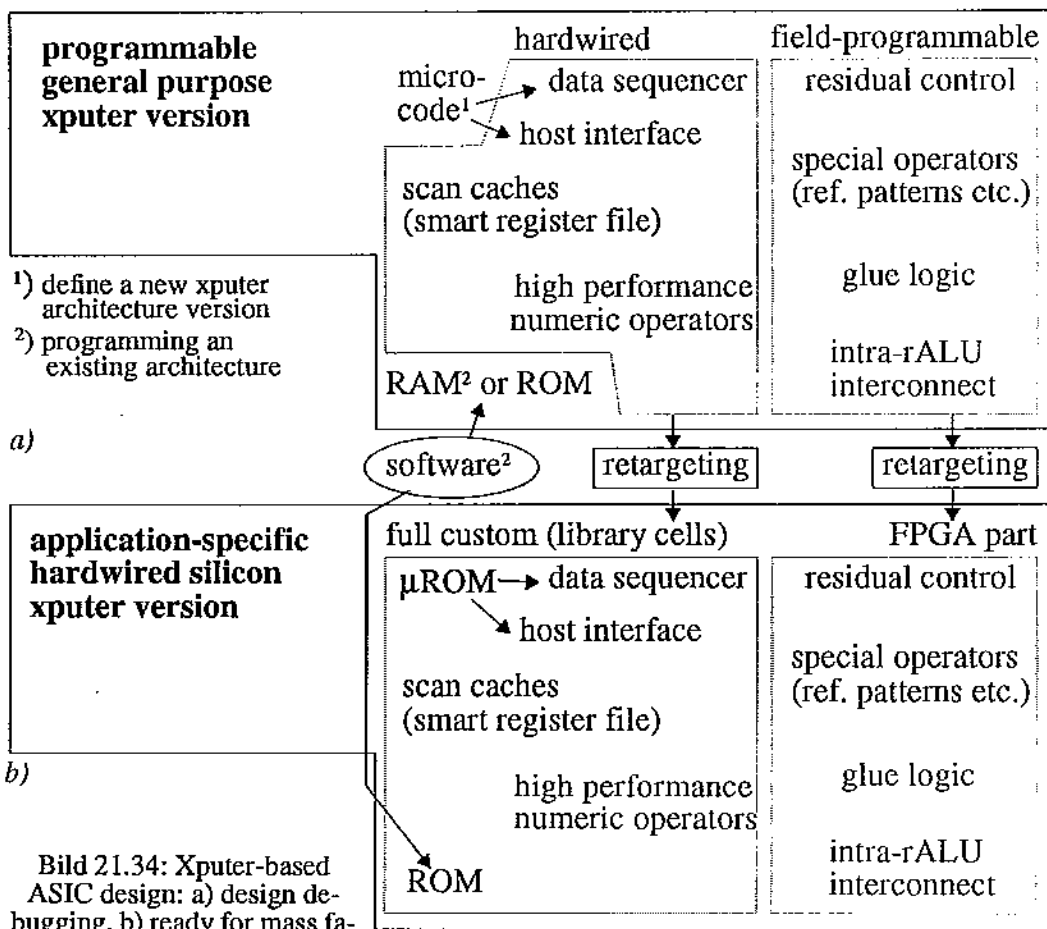 programmable
general purpose
xputer version
hardwired
micro-
code¹
data sequencer
host interface
scan caches
(smart register file)
high performance
numeric operators
RAM² or ROM
field-programmable
residual control
special operators
(ref. patterns etc.)
glue logic
intra-rALU
interconnect
¹) define a new xputer
architecture version
²) programming an
existing architecture
a)
software²
retargeting
retargeting
application-specific
hardwired silicon
xputer version
full custom (library cells)
μROM
data sequencer
host interface
scan caches
(smart register file)
high performance
numeric operators
ROM
FPGA part
residual control
special operators
(ref. patterns etc.)
glue logic
intra-rALU
interconnect
b)
Bild 21.34: Xputer-based
ASIC design: a) design de-
bugging, b) ready for mass fa-